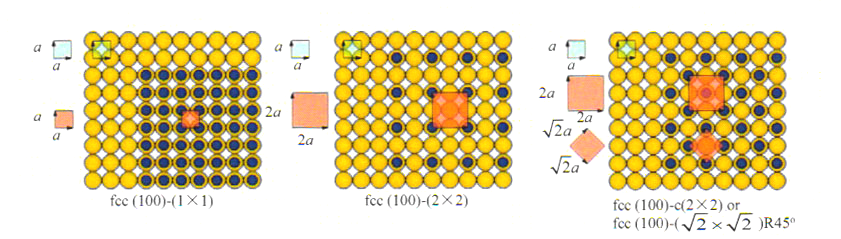 a
a
a
a
fcc (100)-(1×1)
a
a
2a
2a
fcc (100)-(2×2)
a
a
2a
2a
√2a
√2a
fcc (100)-c(2×2) or
fcc (100)-(√2 × √2 )R45°